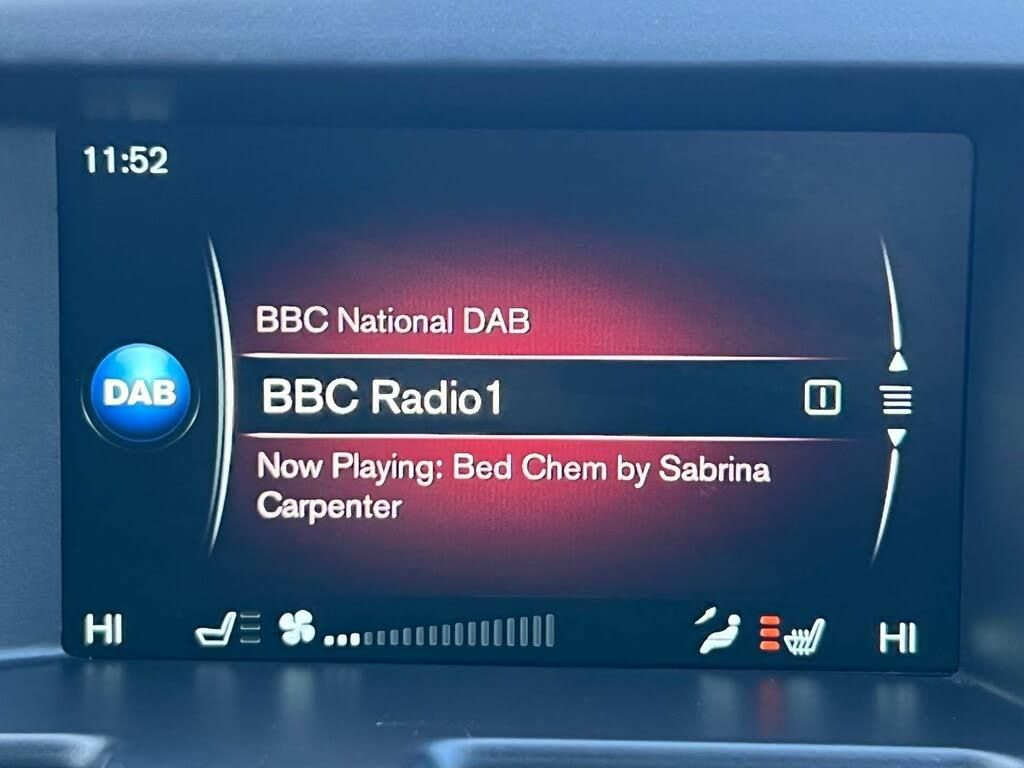 11:52
BBC National DAB
DAB
BBC Radio1
Now Playing: Bed Chem by Sabrina
Carpenter
HI
HI